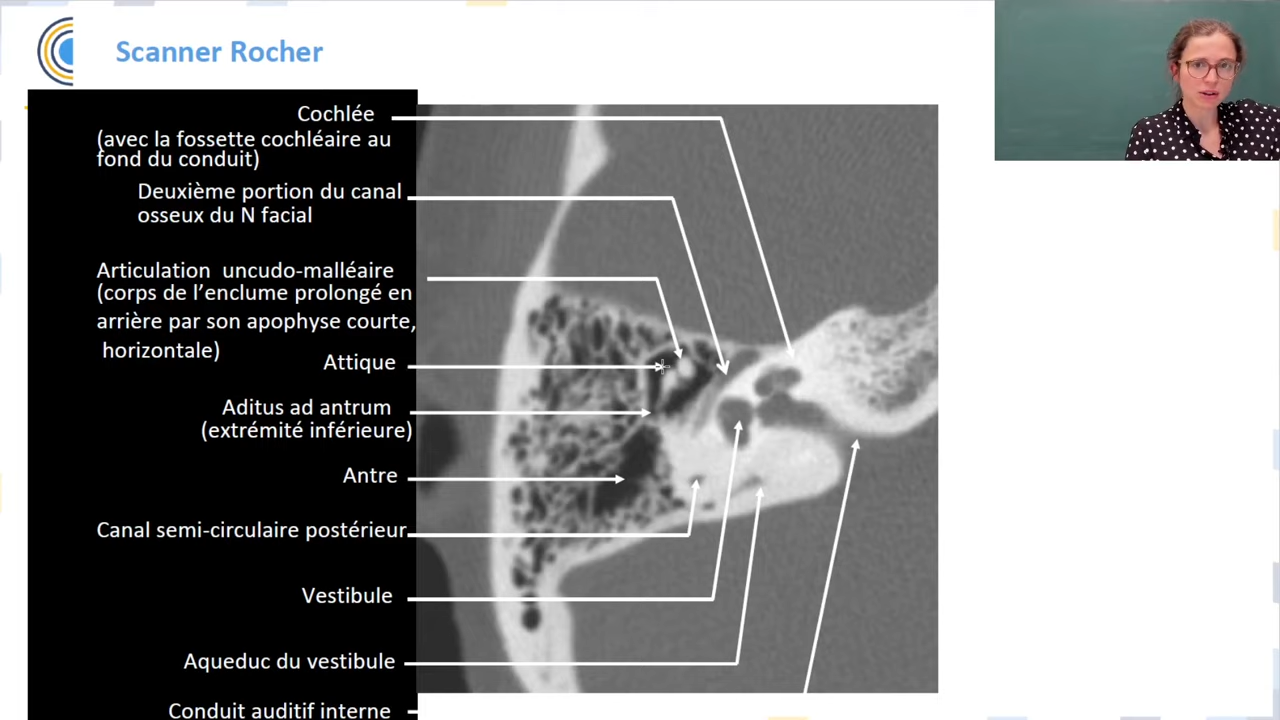 Scanner Rocher
Cochlée
(avec la fossette cochléaire au
fond du conduit)
Deuxième portion du canal
osseux du N facial
Articulation uncudo-malléaire
(corps de l’enclume prolongé en
arrière par son apophyse courte,
horizontale)
Attique
Aditus ad antrum
(extrémité inférieure)
Antre
Canal semi-circulaire postérieur
Vestibule
Aqueduc du vestibule
Conduit auditif interne